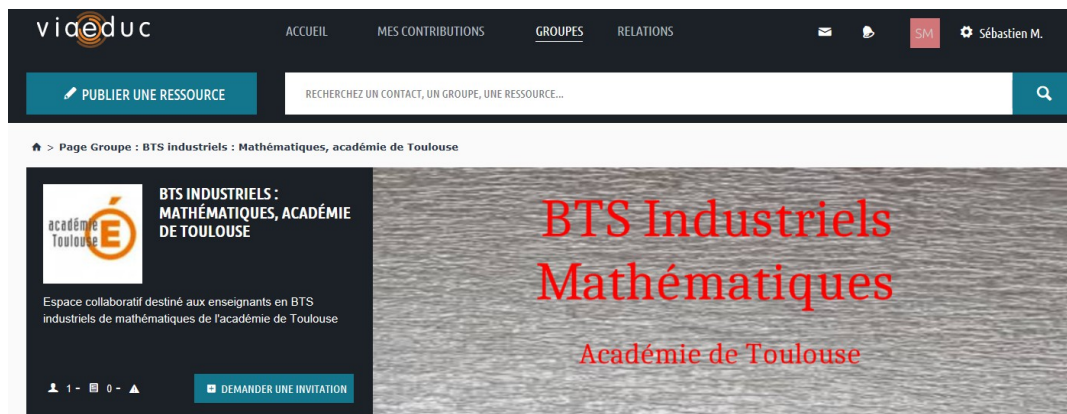 viaéduc
ACCUEIL MES CONTRIBUTIONS GROUPES RELATIONS SM Sébastien M.
PUBLIER UNE RESSOURCE RECHERCHEZ UN CONTACT, UN GROUPE, UNE RESSOURCE...
> Page Groupe : BTS industriels : Mathématiques, académie de Toulouse
académie
Toulouse É
BTS INDUSTRIELS :
MATHÉMATIQUES, ACADÉMIE
DE TOULOUSE
Espace collaboratif destiné aux enseignants en BTS
industriels de mathématiques de l'académie de Toulouse
1 - 0 -
DEMANDER UNE INVITATION
BTS Industriels
Mathématiques
Académie de Toulouse